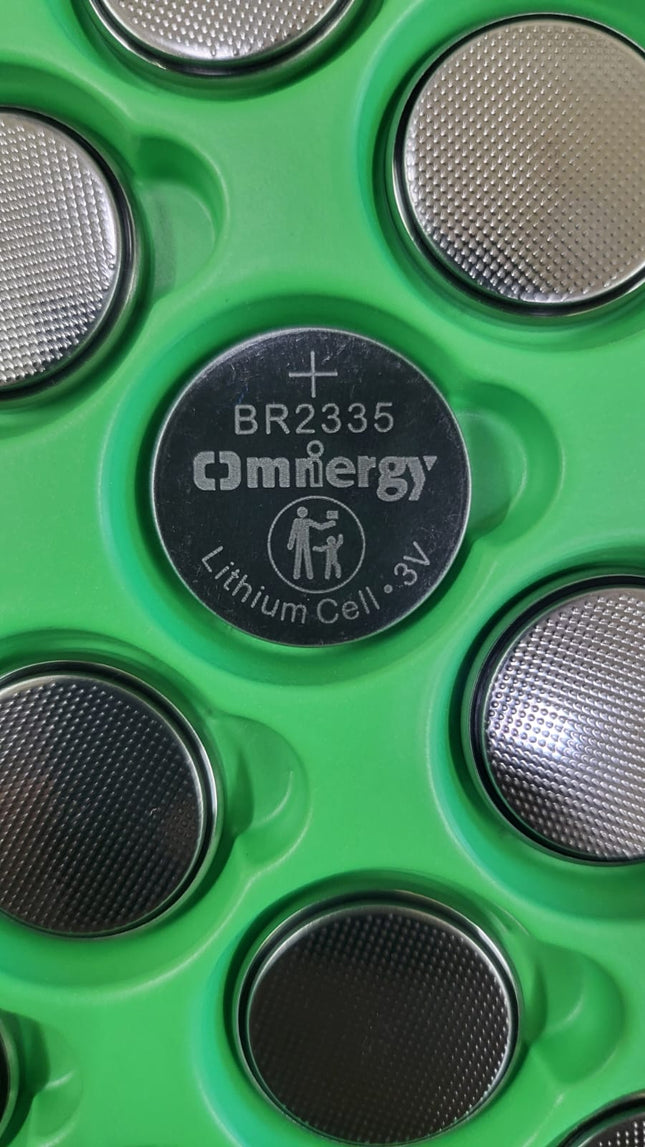 +
BR2335
Omnergy
Lithium Cell • 3V